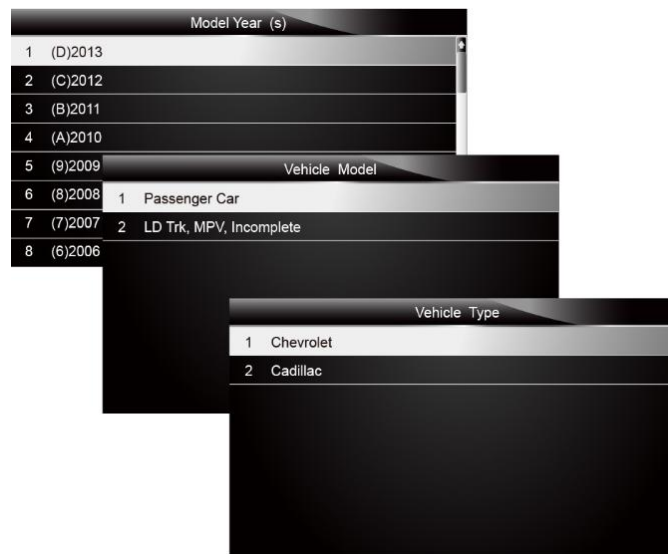 Model Year (s)
1 (D)2013
2 (C)2012
3 (B)2011
4 (A)2010
5 (9)2009
6 (8)2008
7 (7)2007
8 (6)2006
Vehicle Model
1 Passenger Car
2 LD Trk, MPV, Incomplete
Vehicle Type
1 Chevrolet
2 Cadillac